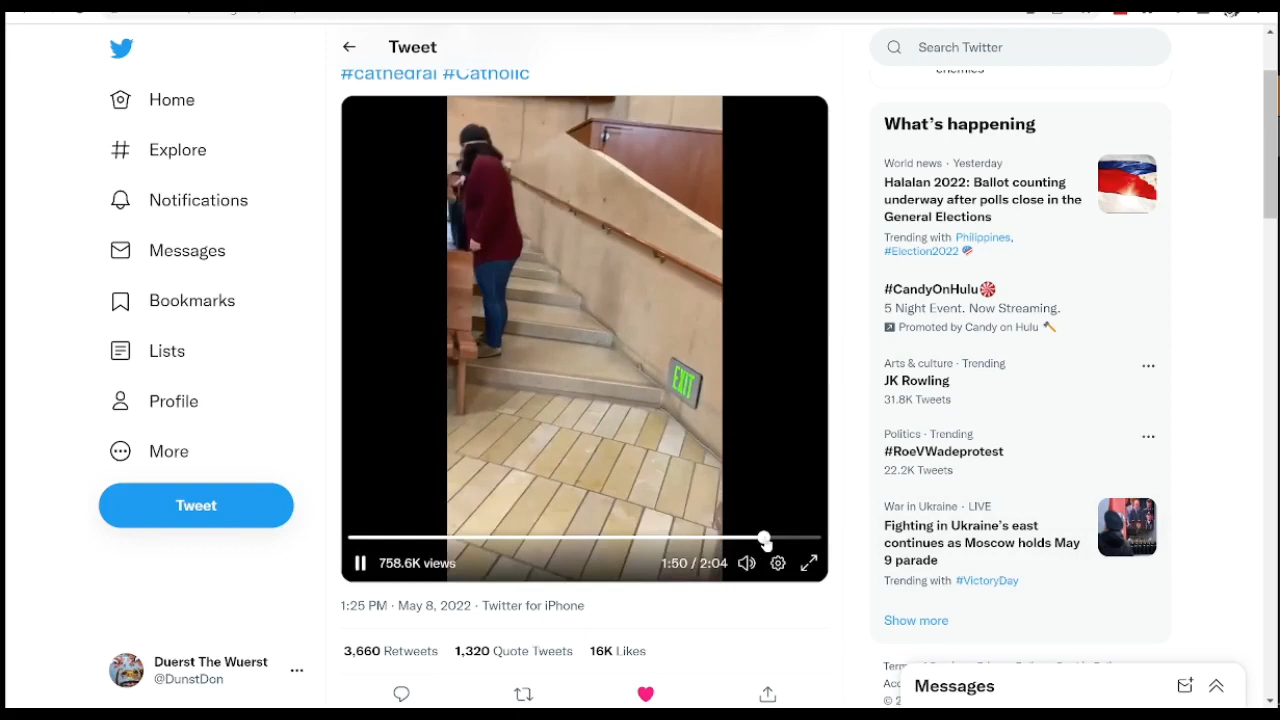 Home
Explore
Notifications
Messages
Bookmarks
Lists
Profile
More
Tweet
Duerst The Wuerst
@DunstDon
Tweet
#cathedral #Catholic
EXIT
758.6K views
1:50 / 2:04
1:25 PM · May 8, 2022 · Twitter for iPhone
3,660 Retweets 1,320 Quote Tweets 16K Likes
Search Twitter
enemies
What's happening
World news · Yesterday
Halalan 2022: Ballot counting
underway after polls close in the
General Elections
Trending with Philippines,
#Election2022
#CandyOnHulu
5 Night Event. Now Streaming.
Promoted by Candy on Hulu
Arts & culture · Trending
JK Rowling
31.8K Tweets
Politics · Trending
#RoeVWadeprotest
22.2K Tweets
War in Ukraine · LIVE
Fighting in Ukraine's east
continues as Moscow holds May
9 parade
Trending with #VictoryDay
Show more
Messages